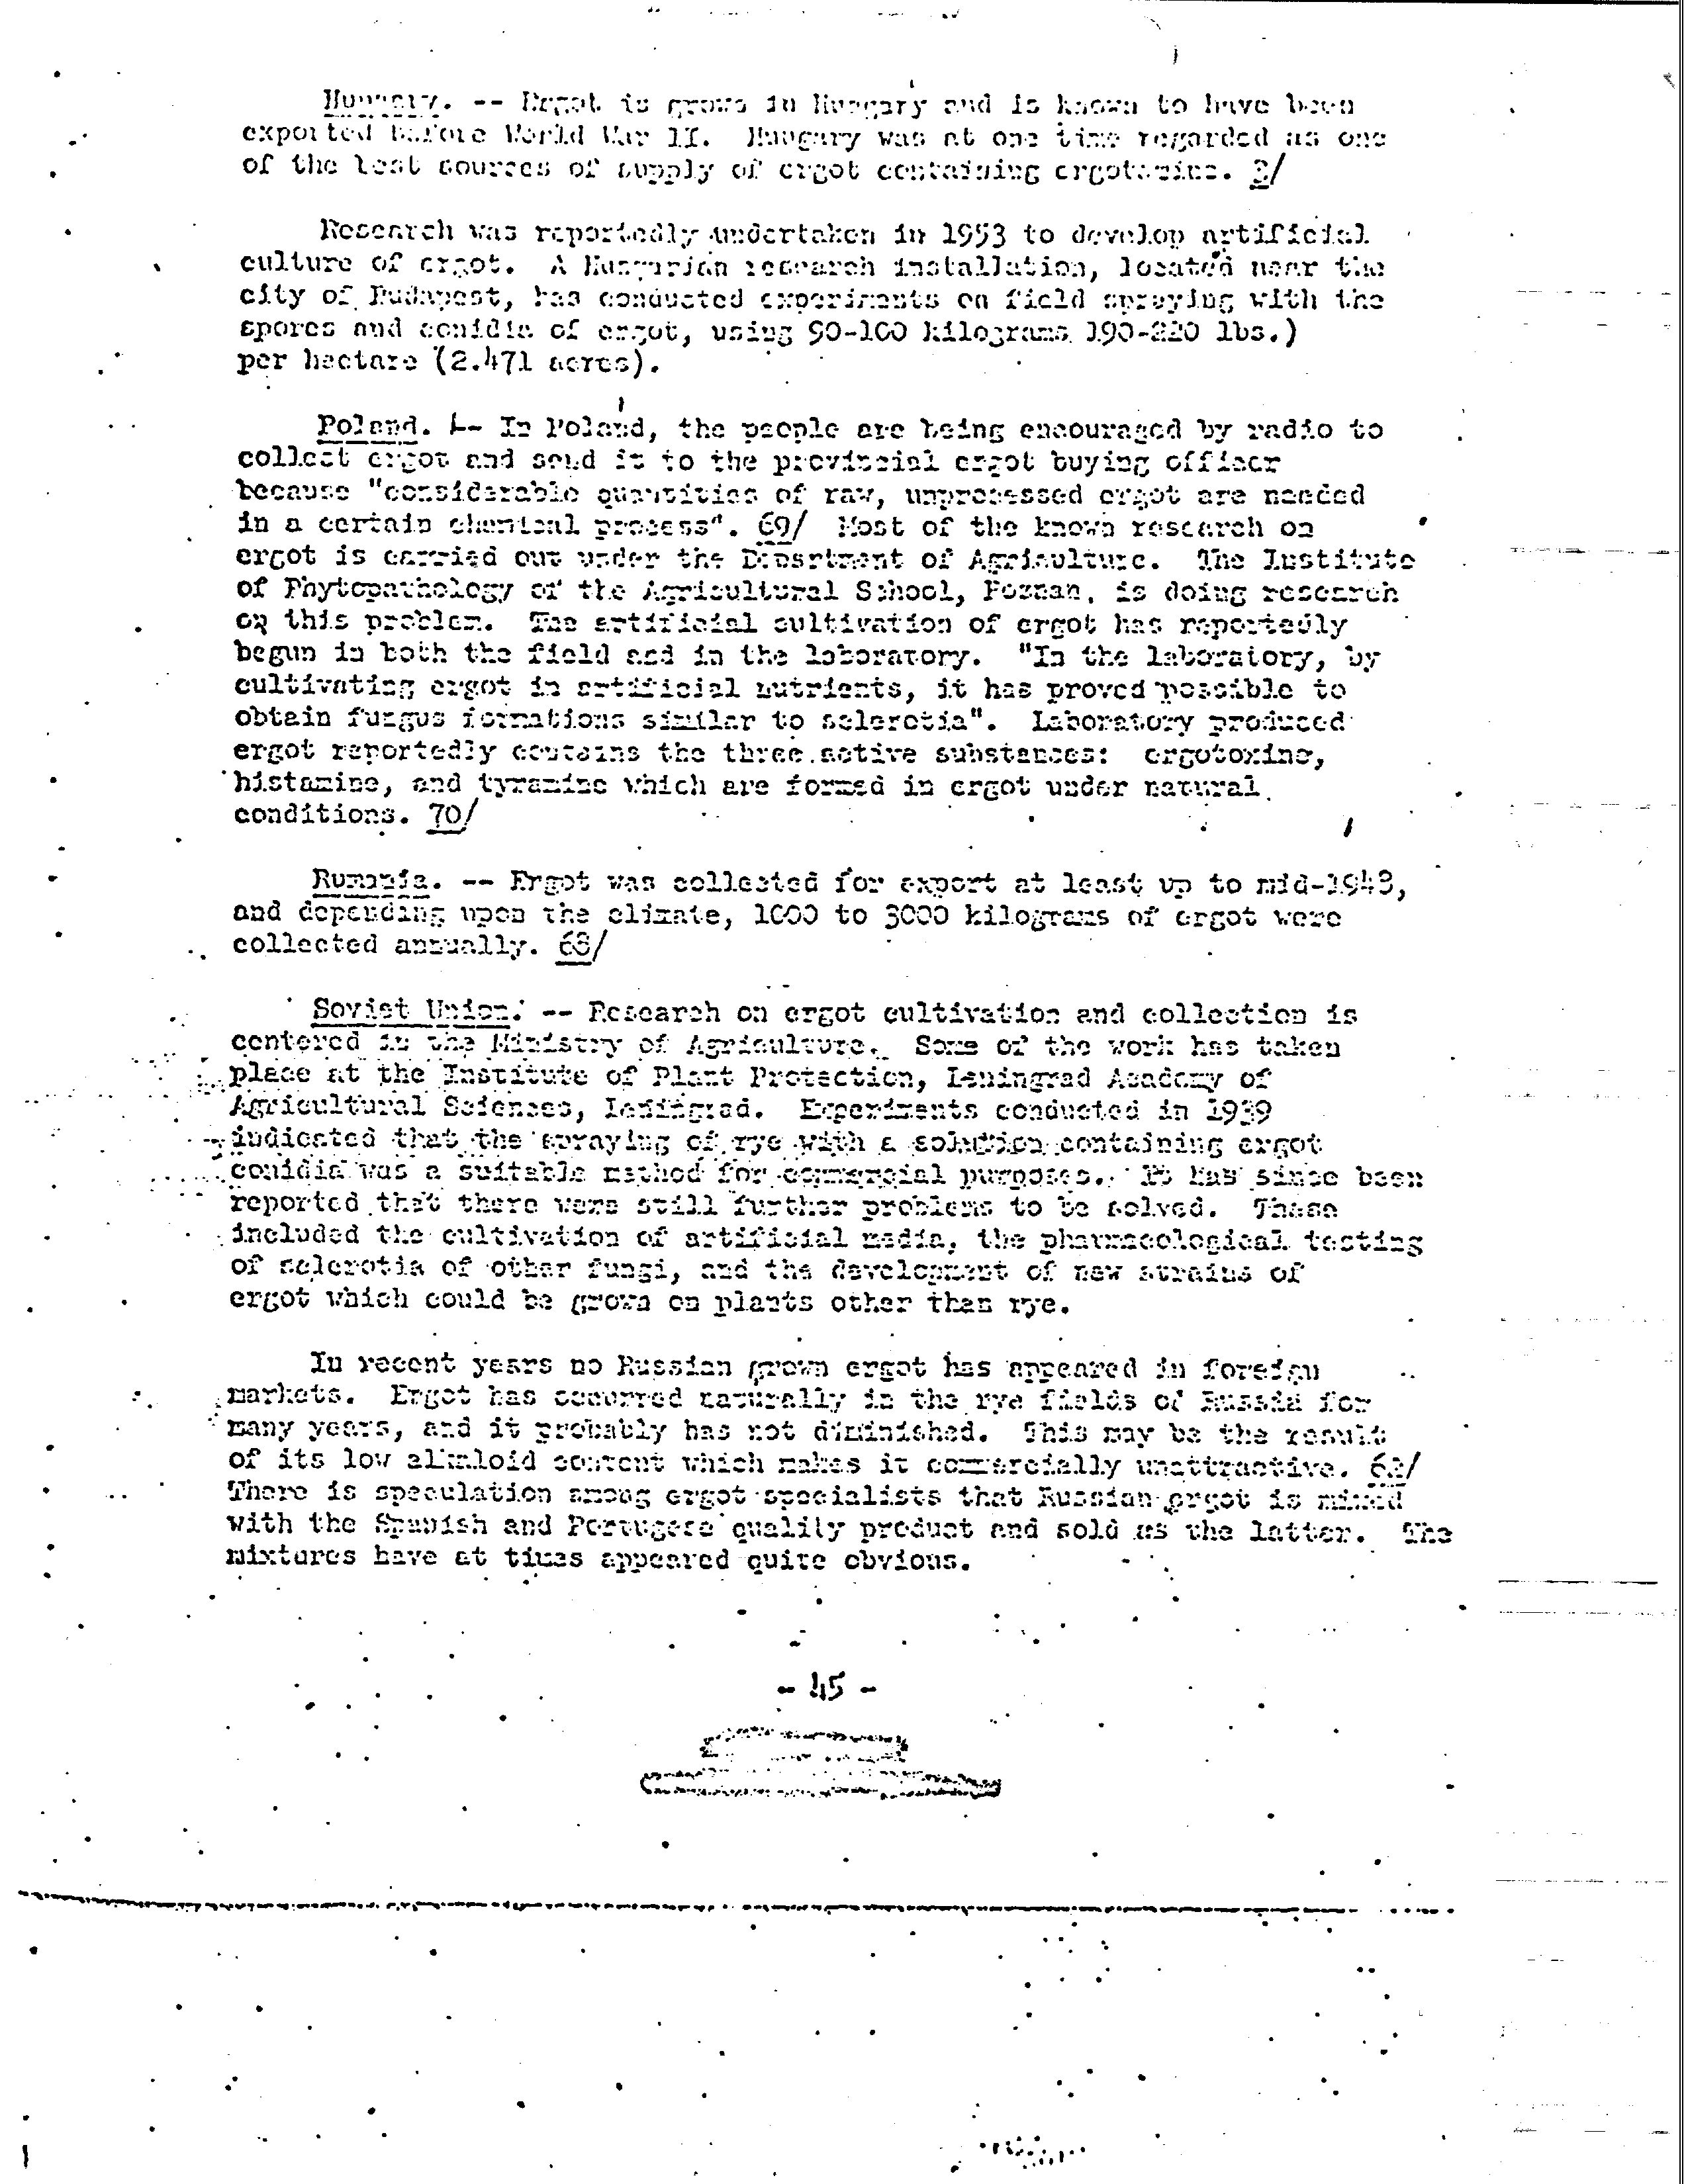 Hungary. -- Ergot is grown in Hungary and is known to have been
exported before World War II. Hungary was at one time regarded as one
of the best sources of supply of ergot containing ergotamine. 2/
Research was reportedly undertaken in 1953 to develop artificial
culture of ergot. A Hungarian research installation, located near the
city of Budapest, has conducted experiments on field spraying with the
spores and conidia of ergot, using 90-100 kilograms 190-220 lbs.)
per hectare (2.471 acres).
Poland. -- In Poland, the people are being encouraged by radio to
collect ergot and send it to the provincial ergot buying officer
because "considerable quantities of raw, unprocessed ergot are needed
in a certain chemical process". 69/ Most of the known research on
ergot is carried out under the Department of Agriculture. The Institute
of Phytopathology of the Agricultural School, Poznan, is doing research
on this problem. The artificial cultivation of ergot has reportedly
begun in both the field and in the laboratory. "In the laboratory, by
cultivating ergot in artificial nutrients, it has proved possible to
obtain fungus formations similar to sclerotia". Laboratory produced
ergot reportedly contains the three active substances: ergotoxine,
histamine, and tyramine which are formed in ergot under natural
conditions. 70/
Rumania. -- Ergot was collected for export at least up to mid-1948,
and depending upon the climate, 1000 to 3000 kilograms of ergot were
collected annually. 68/
Soviet Union. -- Research on ergot cultivation and collection is
centered in the Ministry of Agriculture. Some of the work has taken
place at the Institute of Plant Protection, Leningrad Academy of
Agricultural Sciences, Leningrad. Experiments conducted in 1939
indicated that the spraying of rye with a solution containing ergot
conidia was a suitable method for commercial purposes. It has since been
reported that there were still further problems to be solved. These
included the cultivation of artificial media, the pharmacological testing
of sclerotia of other fungi, and the development of new strains of
ergot which could be grown on plants other than rye.
In recent years no Russian grown ergot has appeared in foreign
markets. Ergot has occurred naturally in the rye fields of Russia for
many years, and it probably has not diminished. This may be the result
of its low alkaloid content which makes it commercially unattractive.
There is speculation among ergot specialists that Russian ergot is mixed
with the Spanish and Portugese quality product and sold as the latter. The
mixtures have at times appeared quite obvious.
- 45 -